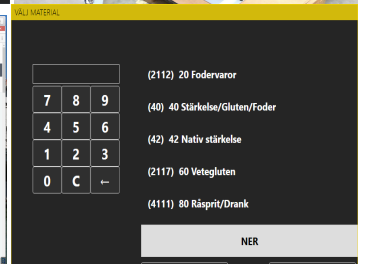 VÄLJ MATERIAL
(2112) 20 Fodervaror
7 8 9
(40) 40 Stärkelse/Gluten/Foder
4 5 6
(42) 42 Nativ stärkelse
1 2 3
(2117) 60 Vetegluten
0 C ←
(4111) 80 Råsprit/Drank
NER